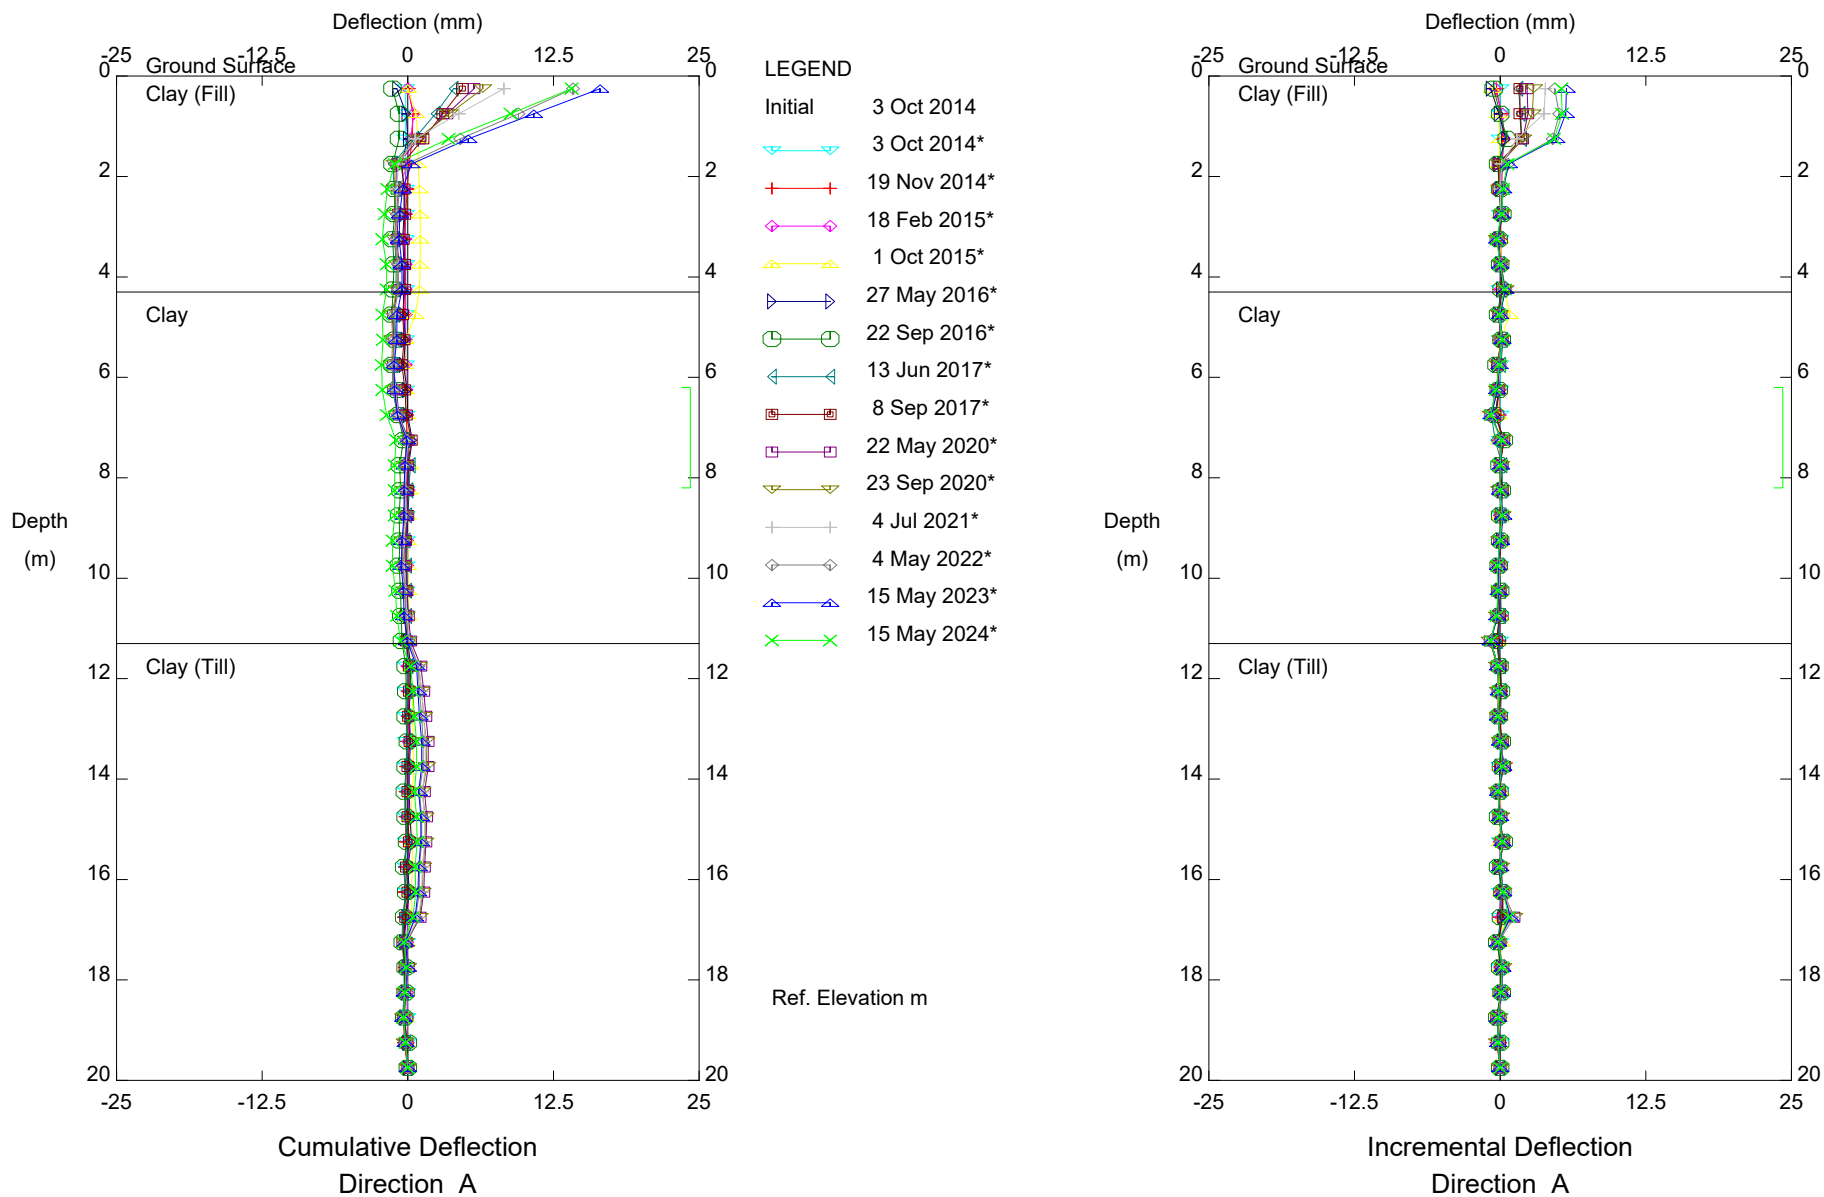 Deflection (mm)
-25 -12.5 0 12.5 25
Ground Surface
Clay (Fill)
Clay
Clay (Till)
0 0
2 2
4 4
6 6
8 8
10 10
12 12
14 14
16 16
18 18
20 20
Depth
(m)
-25 -12.5 0 12.5 25
Cumulative Deflection
Direction A
LEGEND
Initial 3 Oct 2014
3 Oct 2014*
19 Nov 2014*
18 Feb 2015*
1 Oct 2015*
27 May 2016*
22 Sep 2016*
13 Jun 2017*
8 Sep 2017*
22 May 2020*
23 Sep 2020*
4 Jul 2021*
4 May 2022*
15 May 2023*
15 May 2024*
Ref. Elevation m
Deflection (mm)
-25 -12.5 0 12.5 25
Ground Surface
Clay (Fill)
Clay
Clay (Till)
0 0
2 2
4 4
6 6
8 8
10 10
12 12
14 14
16 16
18 18
20 20
Depth
(m)
-25 -12.5 0 12.5 25
Incremental Deflection
Direction A